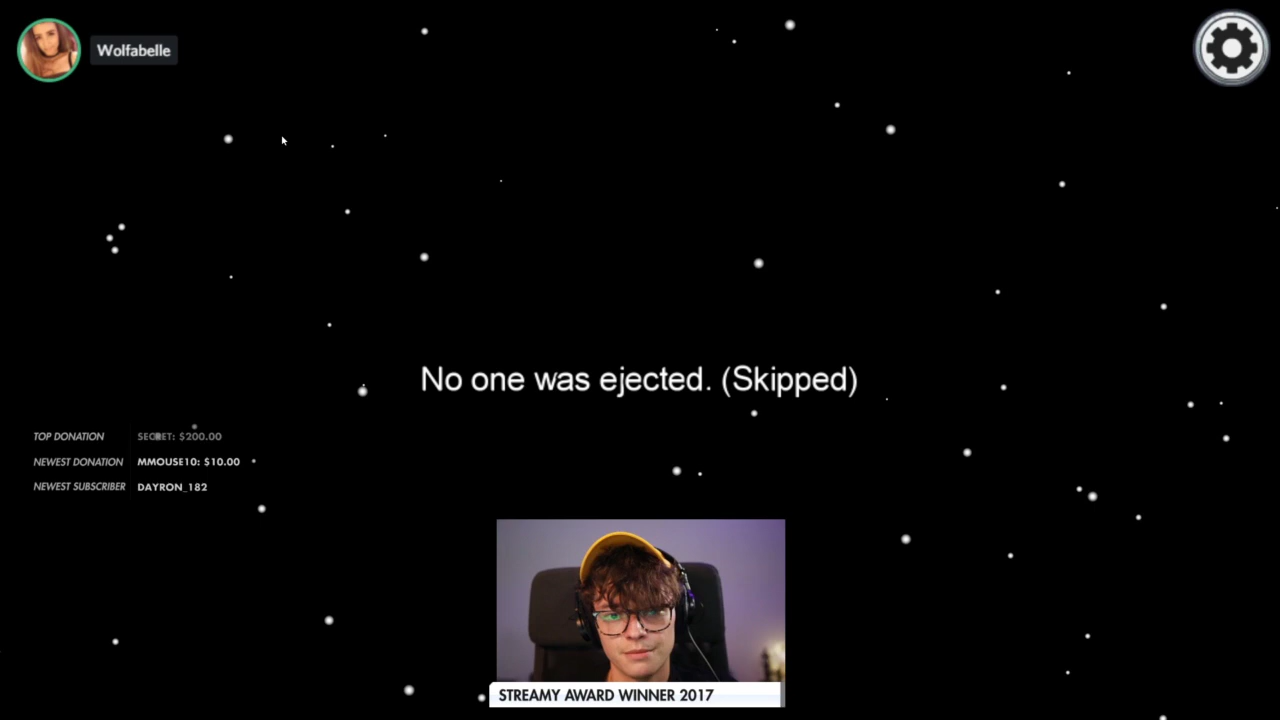 Wolfabelle
No one was ejected. (Skipped)
TOP DONATION SECRET: $200.00
NEWEST DONATION MMOUSE10: $10.00
NEWEST SUBSCRIBER DAYRON_182
STREAMY AWARD WINNER 2017